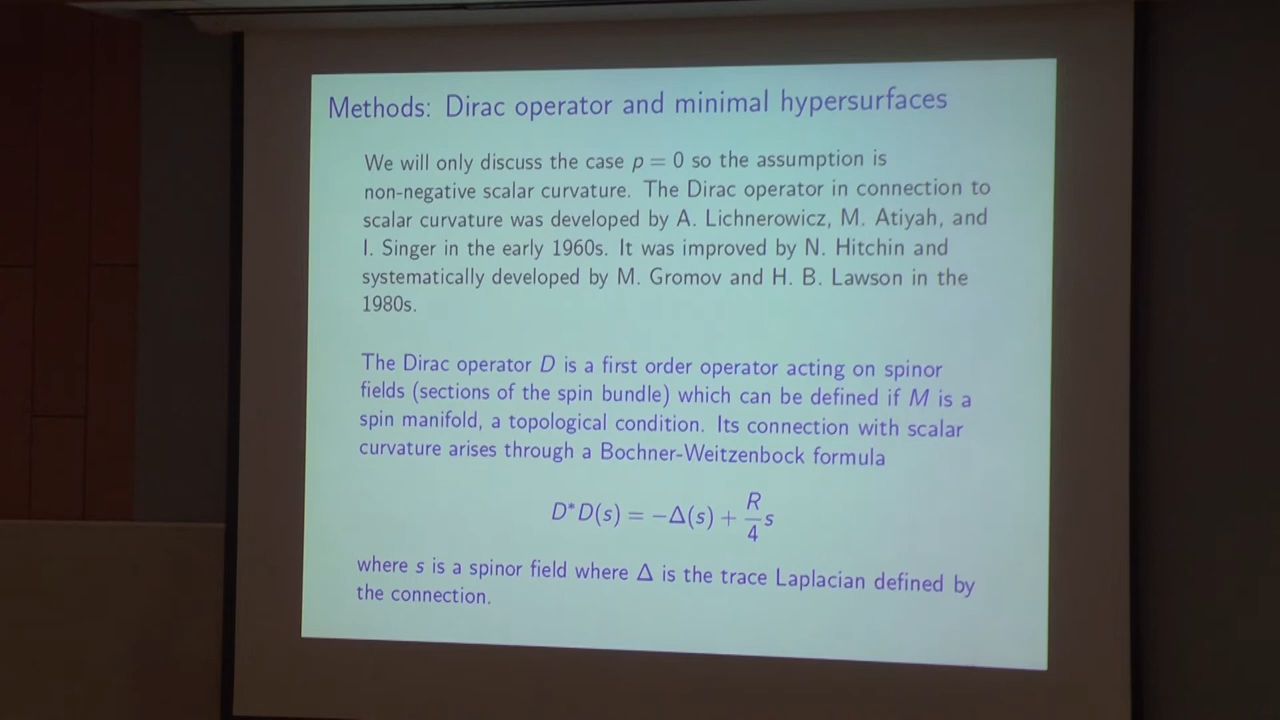 Methods: Dirac operator and minimal hypersurfaces
We will only discuss the case p = 0 so the assumption is
non-negative scalar curvature. The Dirac operator in connection to
scalar curvature was developed by A. Lichnerowicz, M. Atiyah, and
I. Singer in the early 1960s. It was improved by N. Hitchin and
systematically developed by M. Gromov and H. B. Lawson in the
1980s.
The Dirac operator D is a first order operator acting on spinor
fields (sections of the spin bundle) which can be defined if M is a
spin manifold, a topological condition. Its connection with scalar
curvature arises through a Bochner-Weitzenbock formula
D*D(s) = −Δ(s) + R/4 s
where s is a spinor field where Δ is the trace Laplacian defined by
the connection.